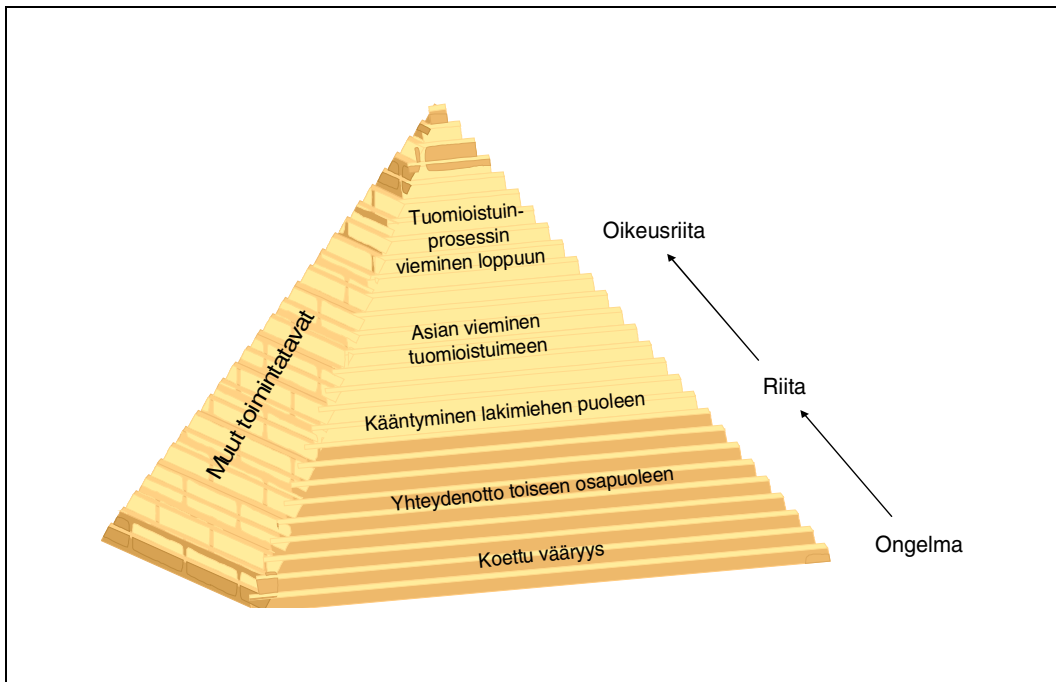 Tuomioistuin-
prosessin
vieminen loppuun
Oikeusriita
Asian vieminen
tuomioistuimeen
Muut toimintatavat
Riita
Kääntyminen lakimiehen puoleen
Yhteydenotto toiseen osapuoleen
Ongelma
Koettu vääryys